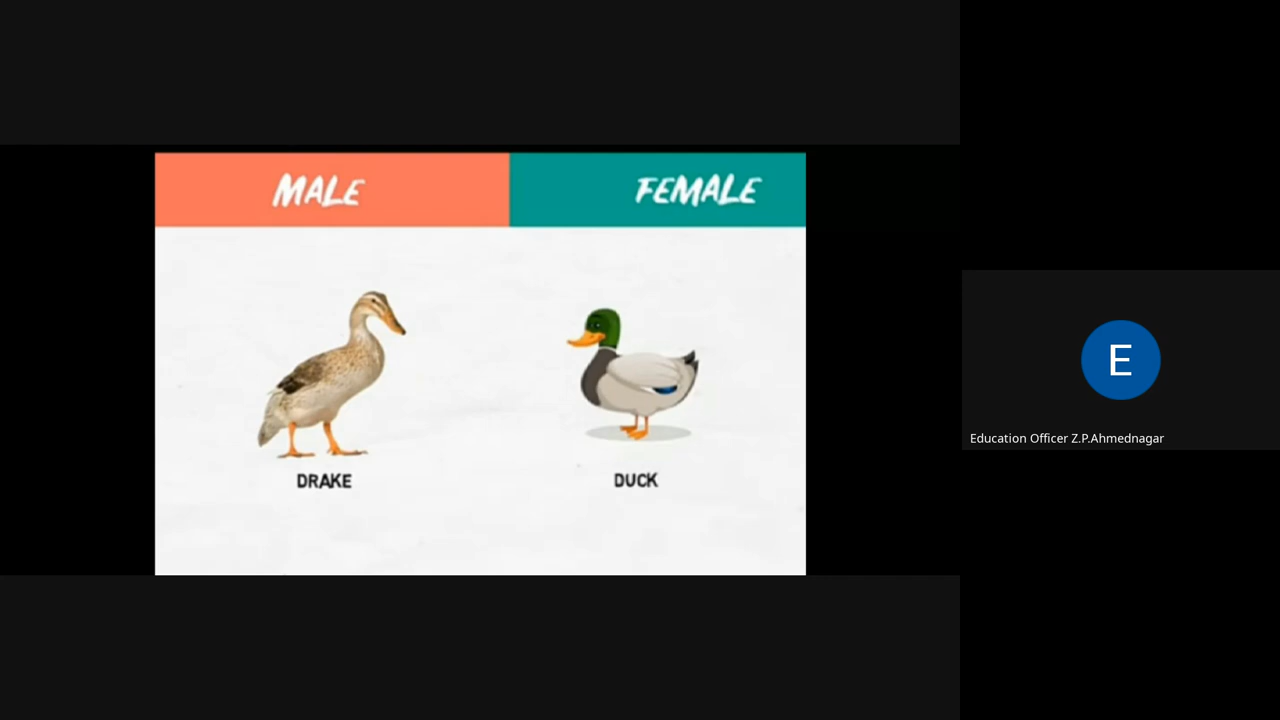 MALE
FEMALE
DRAKE
DUCK
E
Education Officer Z.P.Ahmednagar